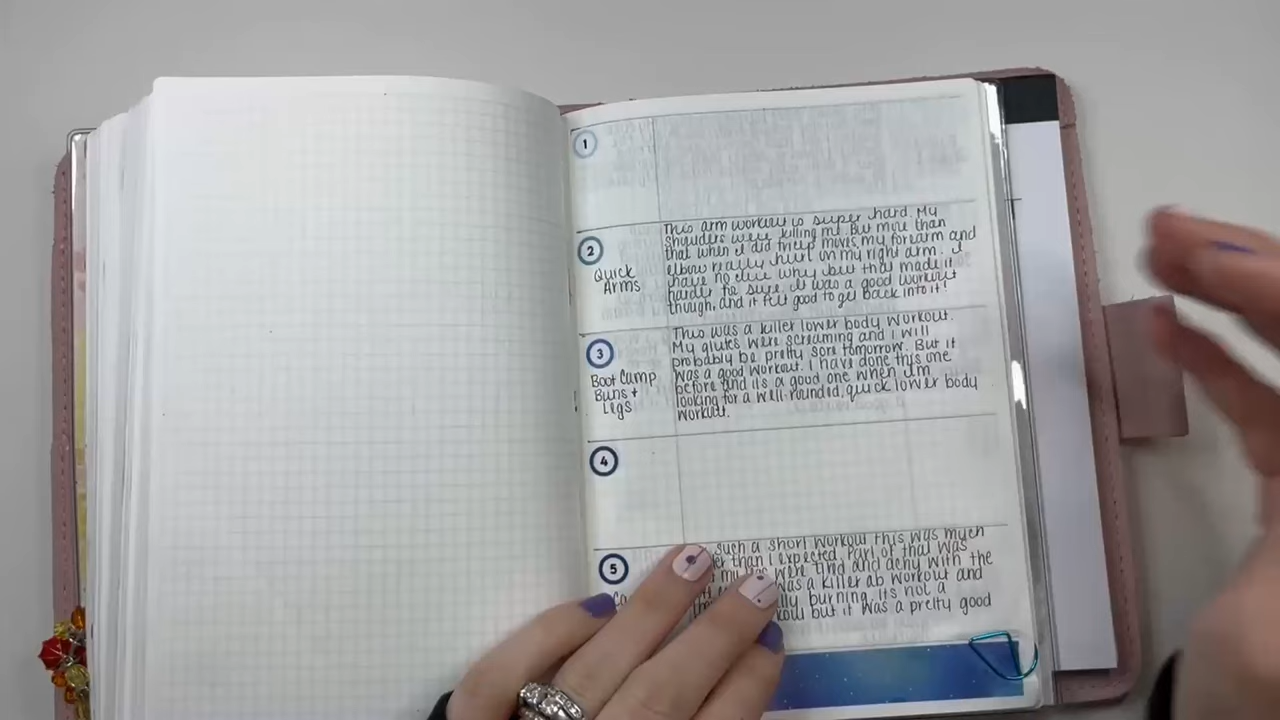 1
2
Quick
Arms
This arm workout is super hard. My
shoulders were killing me. But more than
that when I did tricep moves, my forearm and
elbow really hurt on my right arm. I
have no clue why, but that made it
harder for sure. It was a good workout
though, and it felt good to get back into it!
3
Boot Camp
Buns +
Legs
This was a killer lower body workout.
My glutes were screaming and I will
probably be pretty sore tomorrow. But it
was a good workout. I have done this one
before and it's a good one when I'm
looking for a well-rounded, quick lower body
workout.
4
5
such a short workout this was much
than I expected. Part of that was
my were tired and achy with the
was a killer ab workout and
burning. Its not a
but it was a pretty good